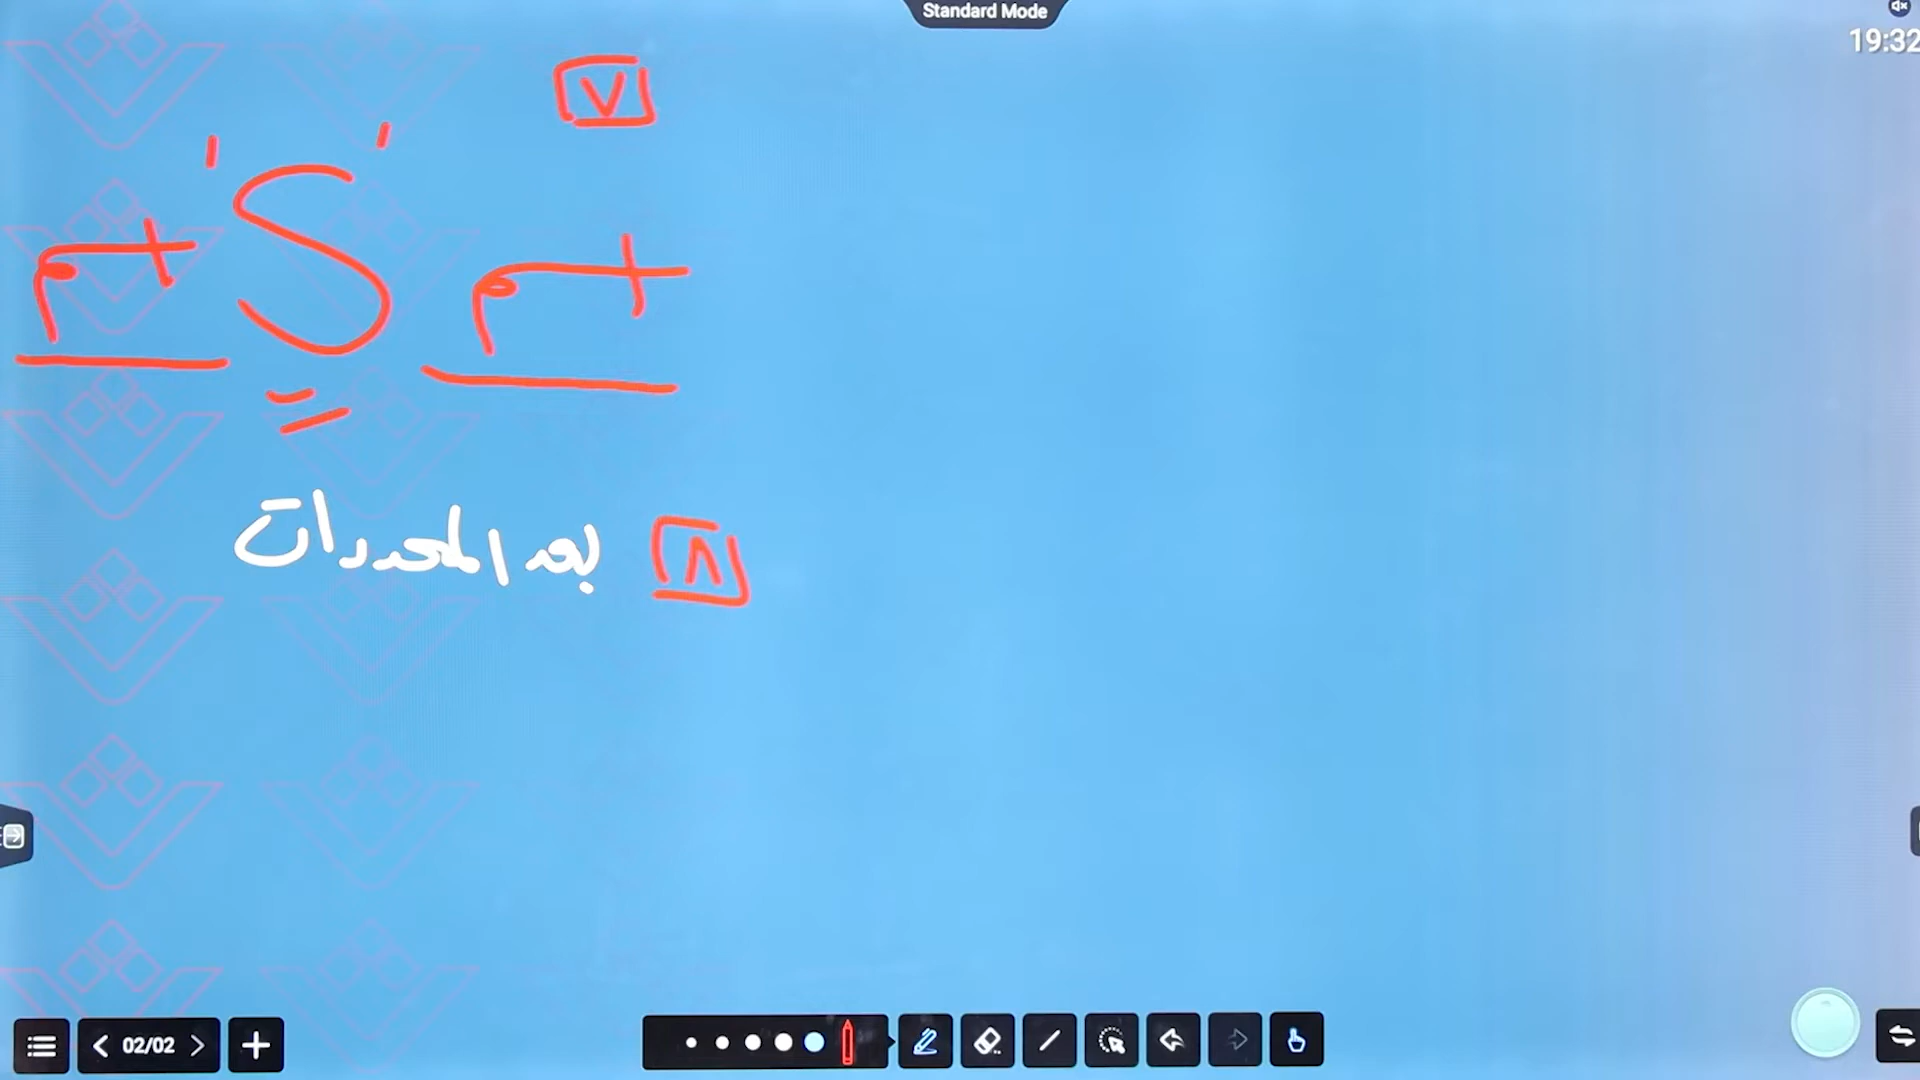 Standard Mode
19:32
٧
م+ 'S' م+
٨ بعد المحددات
02/02